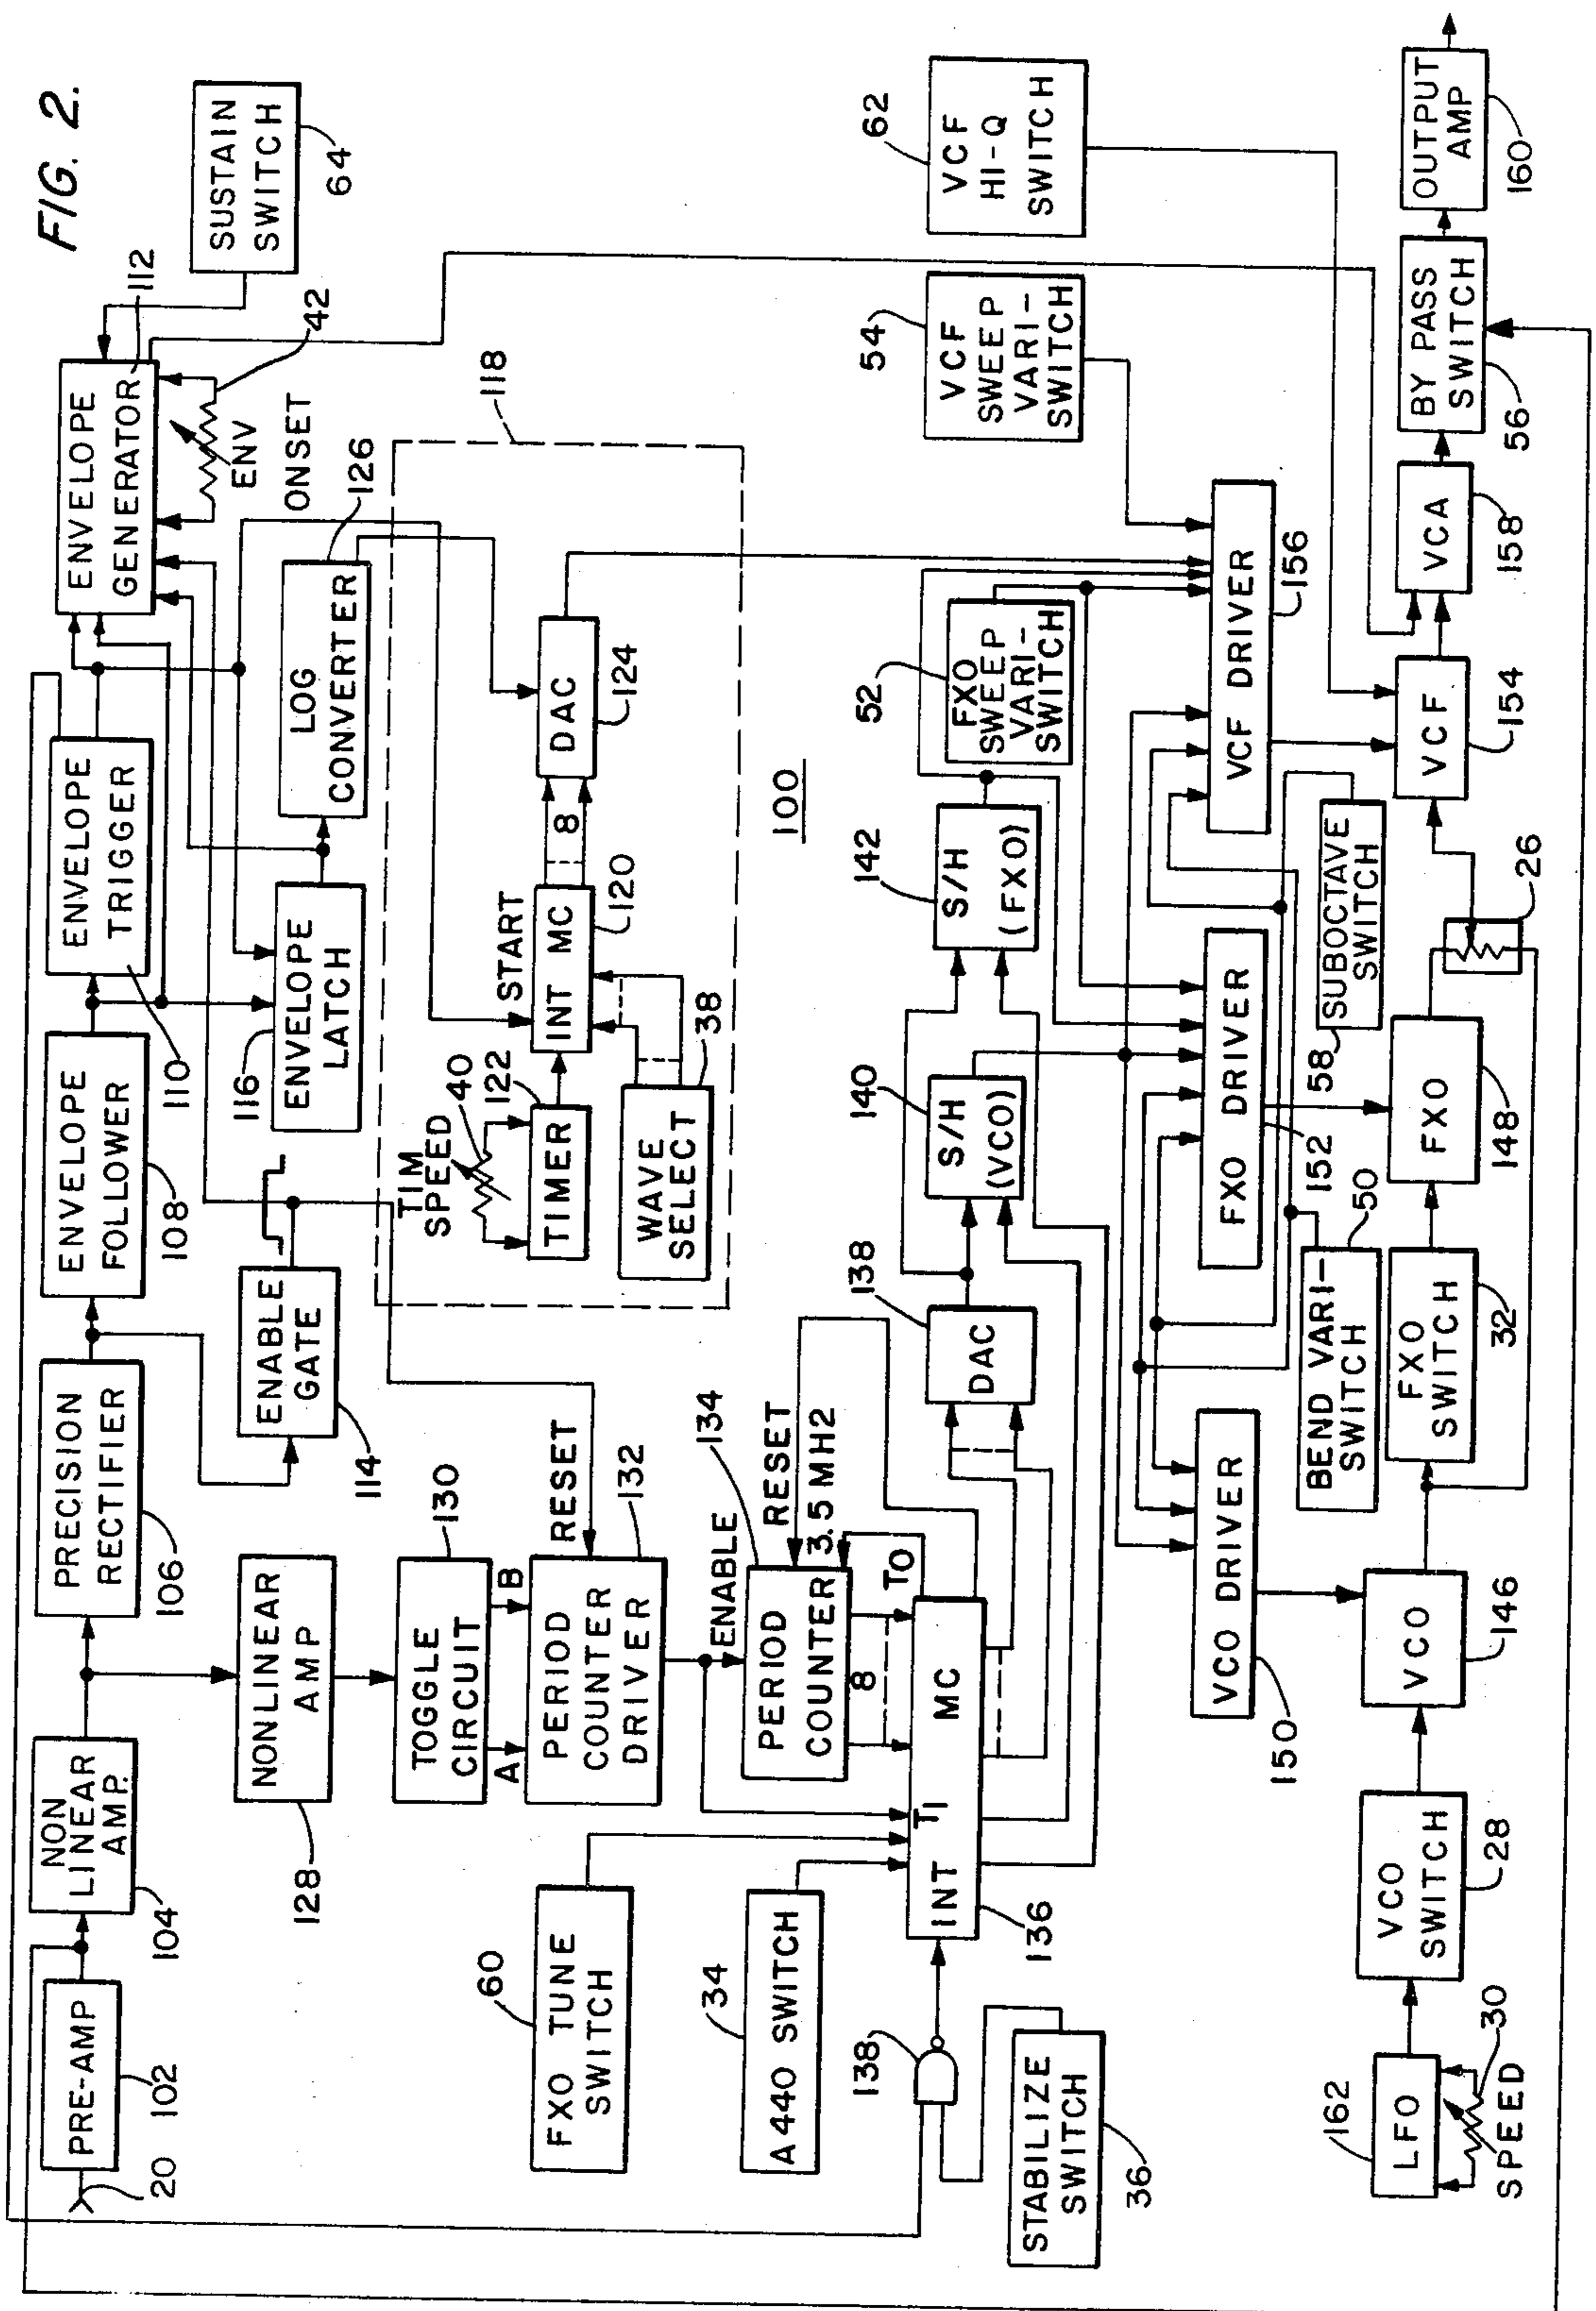 FIG. 2.
20
PRE-AMP
102
NON
LINEAR
AMP.
104
PRECISION
RECTIFIER
106
ENVELOPE
FOLLOWER
108
ENVELOPE
TRIGGER
110
ENVELOPE
GENERATOR
112
SUSTAIN
SWITCH
64
42
ENV
ONSET
ENABLE
GATE
114
116
ENVELOPE
LATCH
LOG
CONVERTER
126
118
NONLINEAR
AMP
128
TOGGLE
CIRCUIT
130
A
B
PERIOD
COUNTER
DRIVER
132
RESET
TIM
SPEED
40
TIMER
122
START
INT MC
120
WAVE
SELECT
38
8
DAC
124
100
ENABLE
PERIOD
COUNTER
134
RESET
3.5 MH2
8
TO
FXO TUNE
SWITCH
60
A440 SWITCH
34
INT
T1
MC
136
138
STABILIZE
SWITCH
36
DAC
138
S/H
(VCO)
140
S/H
(FXO)
142
FXO
SWEEP
VARI-
SWITCH
52
VCF
SWEEP
VARI-
SWITCH
54
VCF
HI-Q
SWITCH
62
VCO DRIVER
150
FXO DRIVER
152
VCF DRIVER
156
BEND VARI-
SWITCH
50
SUBOCTAVE
SWITCH
58
162
LFO
30
SPEED
VCO
SWITCH
28
VCO
146
FXO
SWITCH
32
FXO
148
26
VCF
154
VCA
158
BY PASS
SWITCH
56
OUTPUT
AMP
160